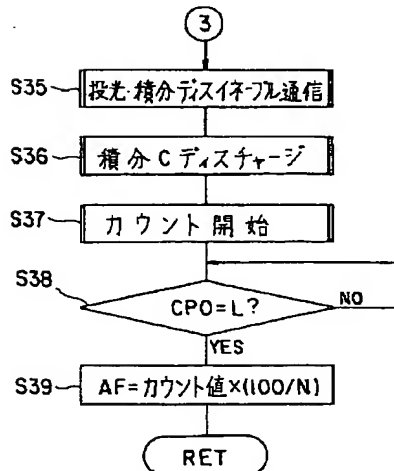 3
S35
投光・積分ディスイネーブル通信
S36
積分Cディスチャージ
S37
カウント開始
S38
CPO=L?
NO
YES
S39
AF=カウント値×(100/N)
RET